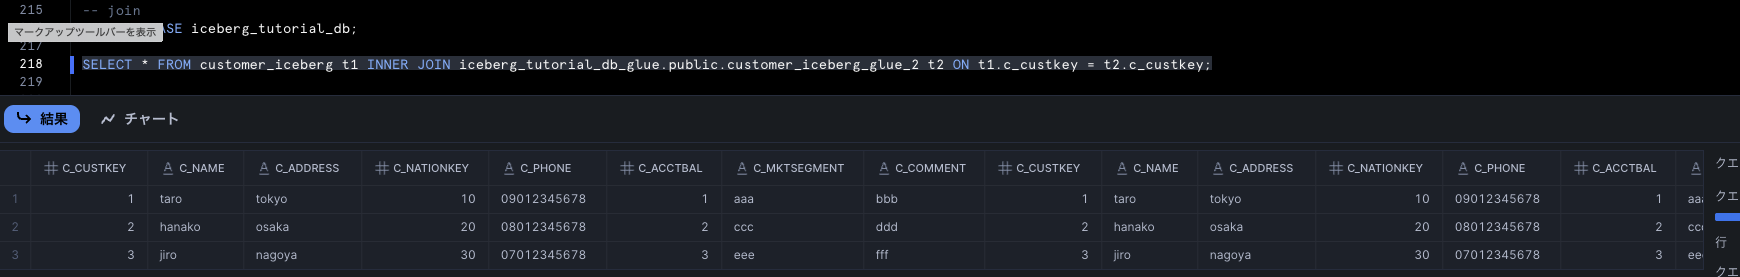 215 -- join
マークアップツールバーを表示 ASE iceberg_tutorial_db;
217
218 SELECT * FROM customer_iceberg t1 INNER JOIN iceberg_tutorial_db_glue.public.customer_iceberg_glue_2 t2 ON t1.c_custkey = t2.c_custkey;
219
結果 チャート
C_CUSTKEY C_NAME C_ADDRESS C_NATIONKEY C_PHONE C_ACCTBAL C_MKTSEGMENT C_COMMENT C_CUSTKEY C_NAME C_ADDRESS C_NATIONKEY C_PHONE C_ACCTBAL クエ
1 1 taro tokyo 10 09012345678 1 aaa bbb 1 taro tokyo 10 09012345678 1 aaa クエ
2 2 hanako osaka 20 08012345678 2 ccc ddd 2 hanako osaka 20 08012345678 2 ccc
行
3 3 jiro nagoya 30 07012345678 3 eee fff 3 jiro nagoya 30 07012345678 3 ee
クエ